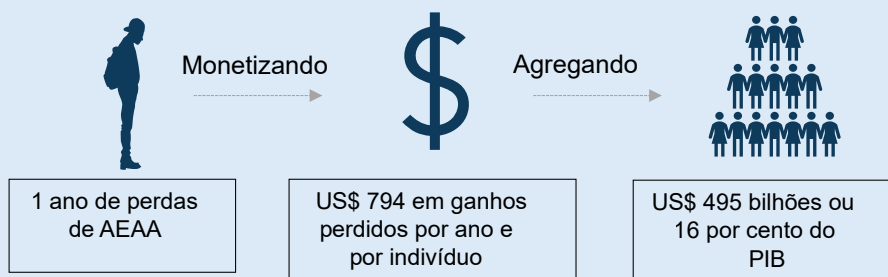 Monetizando
Agregando
1 ano de perdas
de AEAA
US$ 794 em ganhos
perdidos por ano e
por indivíduo
US$ 495 bilhões ou
16 por cento do
PIB